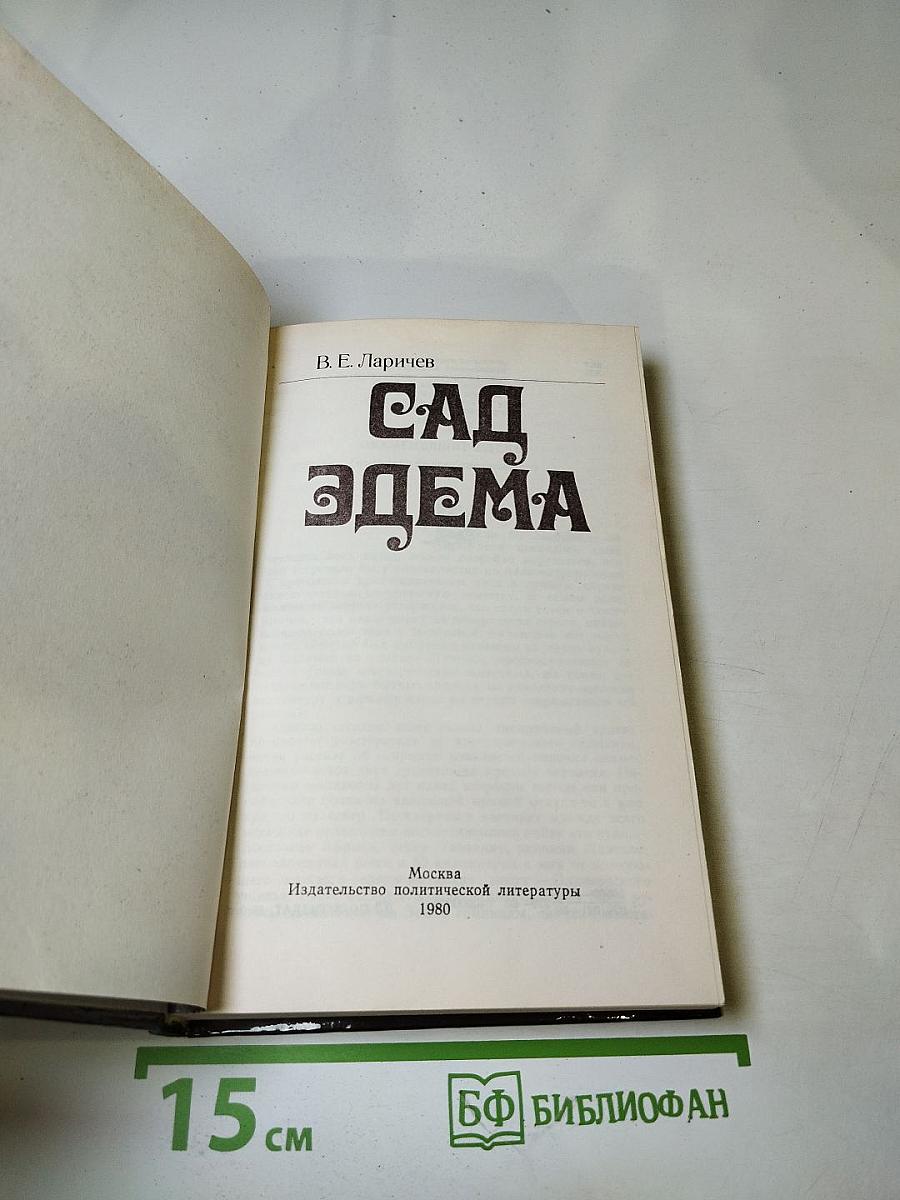 В. Е. Ларичев
САД
ЭДЕМА
Москва
Издательство политической литературы
1980
15 см
БФ БИБЛИОФАН